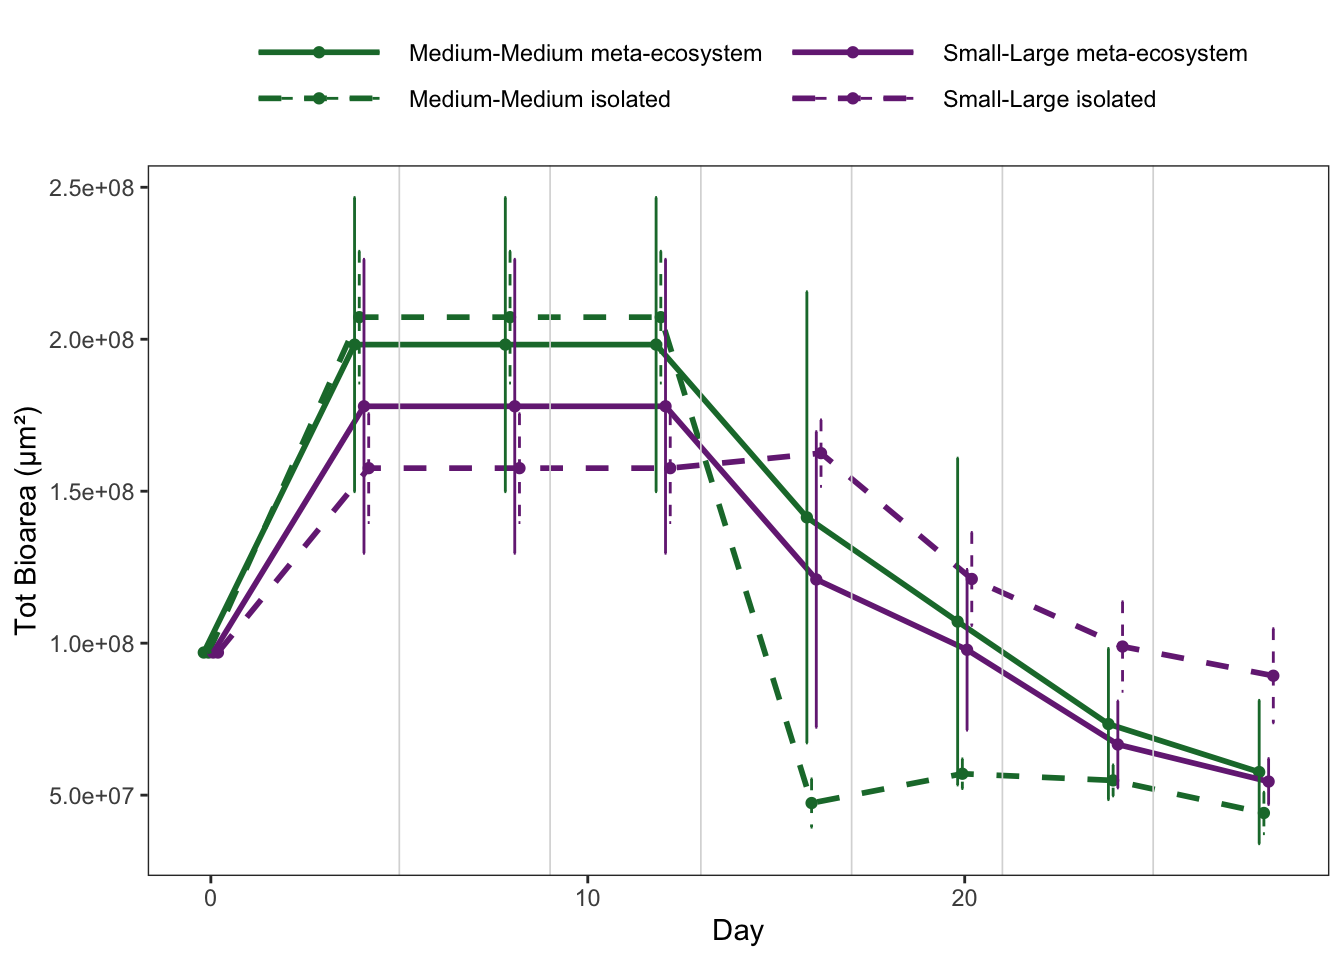 Medium-Medium meta-ecosystem
Small-Large meta-ecosystem
Medium-Medium isolated
Small-Large isolated
2.5e+08
2.0e+08
1.5e+08
1.0e+08
5.0e+07
Tot Bioarea (μm²)
0
10
20
Day